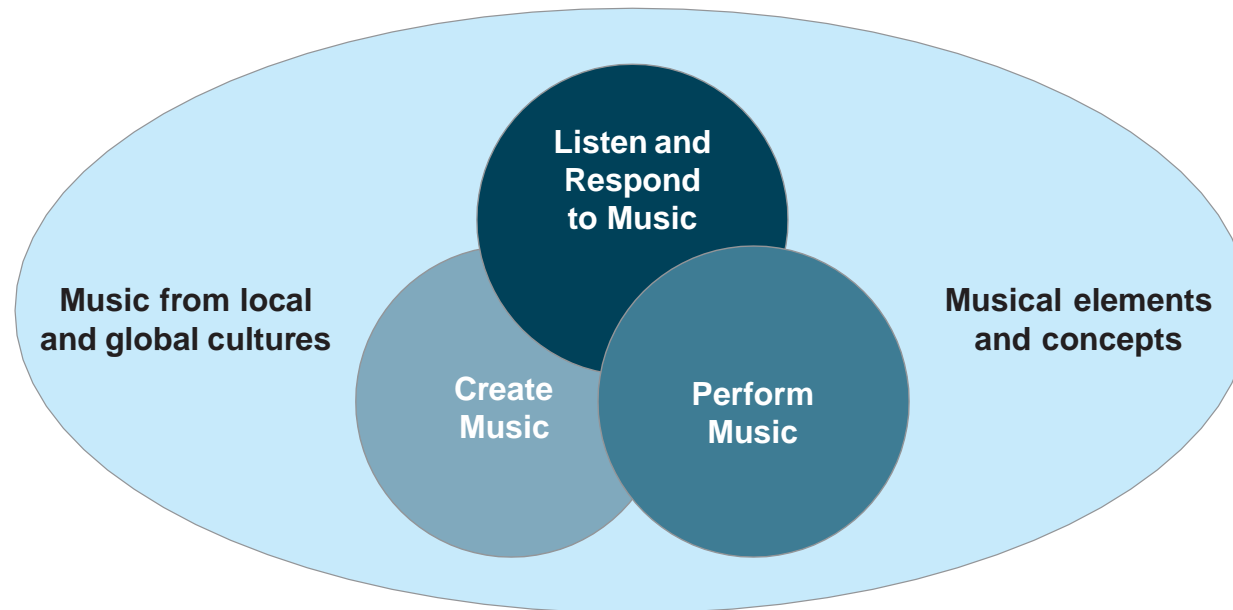 Listen and
Respond
to Music
Music from local
and global cultures
Musical elements
and concepts
Create
Music
Perform
Music